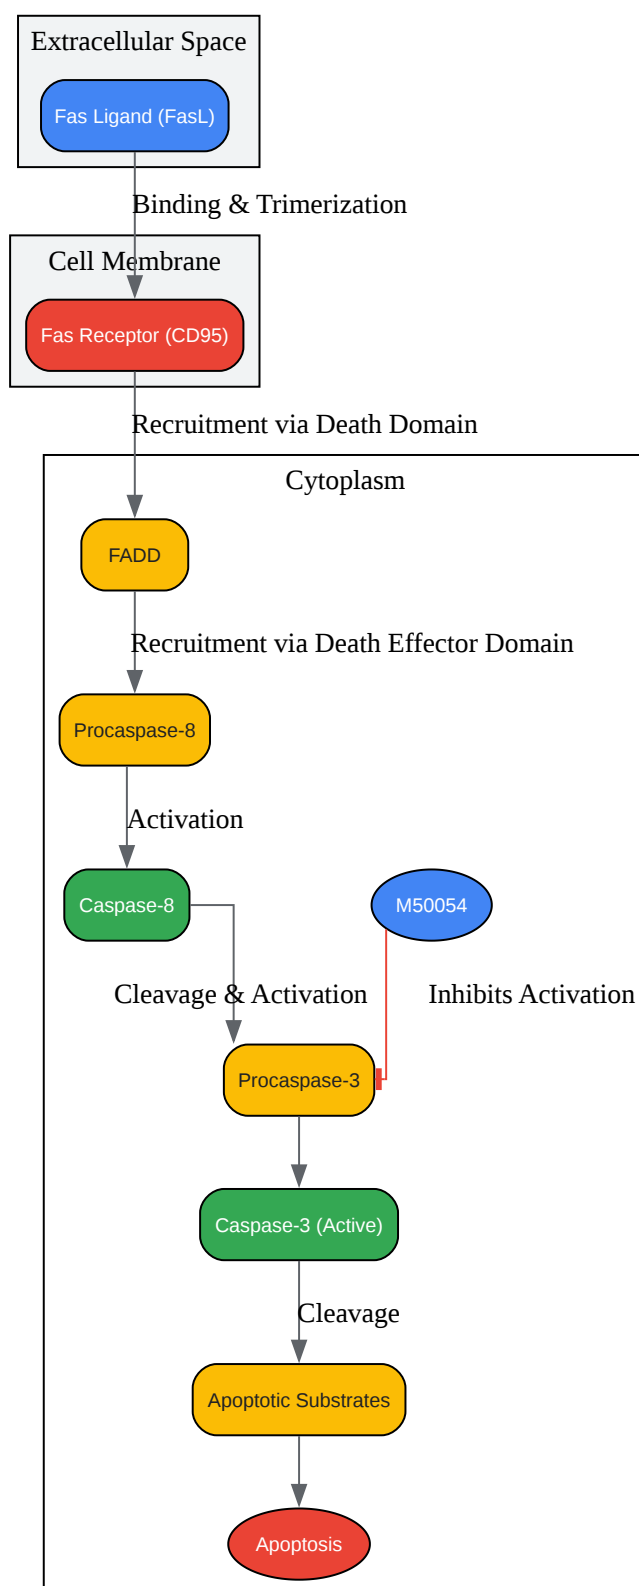 Extracellular Space
Fas Ligand (FasL)
Binding & Trimerization
Cell Membrane
Fas Receptor (CD95)
Recruitment via Death Domain
Cytoplasm
FADD
Recruitment via Death Effector Domain
Procaspase-8
Activation
Caspase-8
M50054
Cleavage & Activation
Inhibits Activation
Procaspase-3
Caspase-3 (Active)
Cleavage
Apoptotic Substrates
Apoptosis